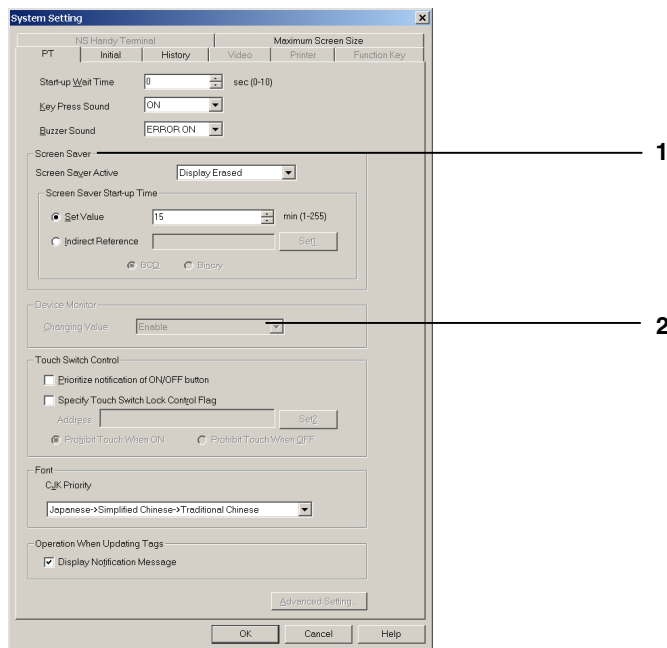 System Setting
NS Handy Terminal Maximum Screen Size
PT Initial History Video Printer Function Key
Start-up Wait Time 0 sec (0-10)
Key Press Sound ON
Buzzer Sound ERROR ON
Screen Saver 1
Screen Saver Active Display Erased
Screen Saver Start-up Time
Set Value 15 min (1-255)
Indirect Reference Set1
BCD Binary
Device Monitor
Changing Value Enable 2
Touch Switch Control
Prioritize notification of ON/OFF button
Specify Touch Switch Lock Control Flag
Address Set2
Prohibit Touch When ON Prohibit Touch When OFF
Font
CJK Priority
Japanese->Simplified Chinese->Traditional Chinese
Operation When Updating Tags
Display Notification Message
Advanced Setting...
OK Cancel Help